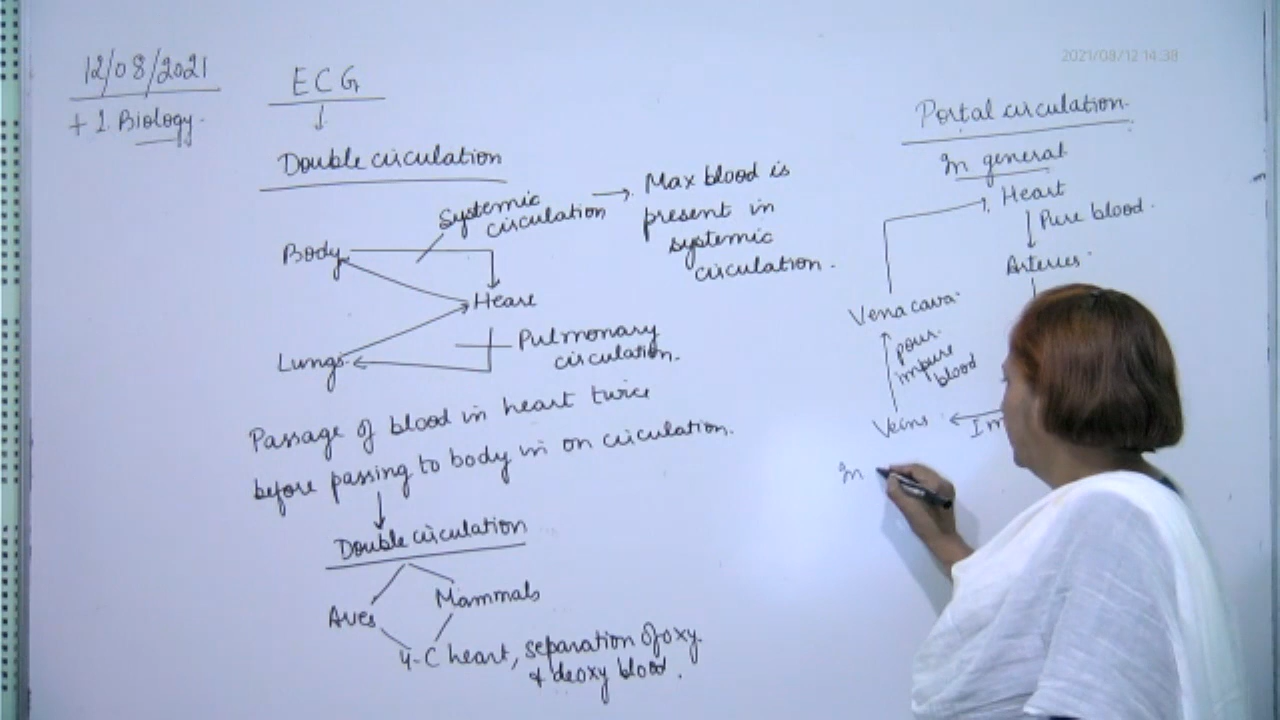 12/08/2021
+1 Biology.
ECG
Double circulation
Systemic
circulation
Max blood is
present in
systemic
circulation.
Body
Heart
Lungs
Pulmonary
circulation.
Passage of blood in heart twice
before passing to body in on circulation.
Double circulation
Aves
Mammals
4-C heart, separation of oxy.
& deoxy blood.
2021/08/12 14:38
Portal circulation.
In general
Heart
Pure blood.
Arteries.
Vena cava.
pour.
impure
blood
Veins
Im
In